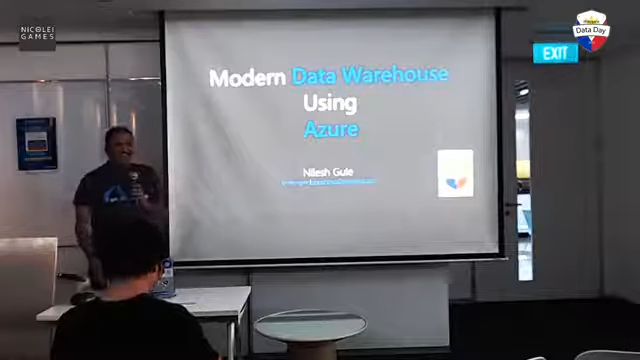 NICOLEI
GAMES
Data Day
EXIT
Modern Data Warehouse
Using
Azure
Nilesh Gule